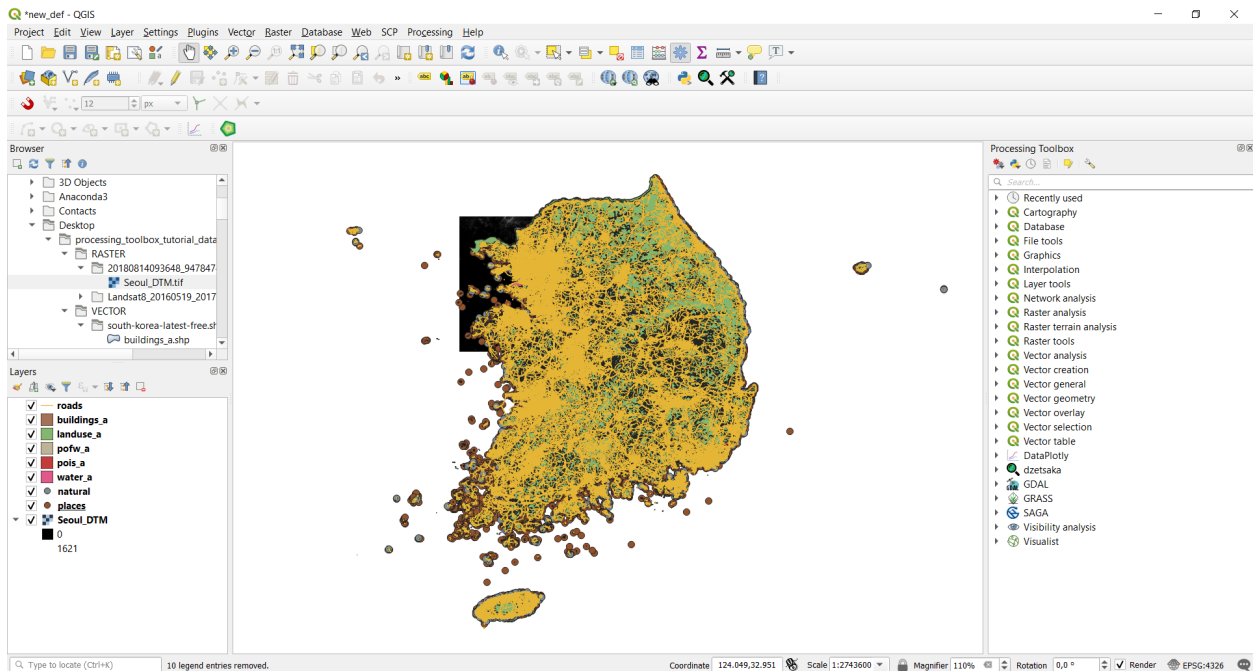 *new_def - QGIS
Project Edit View Layer Settings Plugins Vector Raster Database Web SCP Processing Help
12 px
Browser
3D Objects
Anaconda3
Contacts
Desktop
processing_toolbox_tutorial_data
RASTER
20180814093648_947847
Seoul_DTM.tif
Landsat8_20160519_2017
VECTOR
south-korea-latest-free.sh
buildings_a.shp
Layers
roads
buildings_a
landuse_a
pofw_a
pois_a
water_a
natural
places
Seoul_DTM
0
1621
Processing Toolbox
Search...
Recently used
Cartography
Database
File tools
Graphics
Interpolation
Layer tools
Network analysis
Raster analysis
Raster terrain analysis
Raster tools
Vector analysis
Vector creation
Vector general
Vector geometry
Vector overlay
Vector selection
Vector table
DataPlotly
dzetsaka
GDAL
GRASS
SAGA
Visibility analysis
Visualist
Type to locate (Ctrl+K) 10 legend entries removed. Coordinate 124.049,32.951 Scale 1:2743600 Magnifier 110% Rotation 0,0 ° Render EPSG:4326